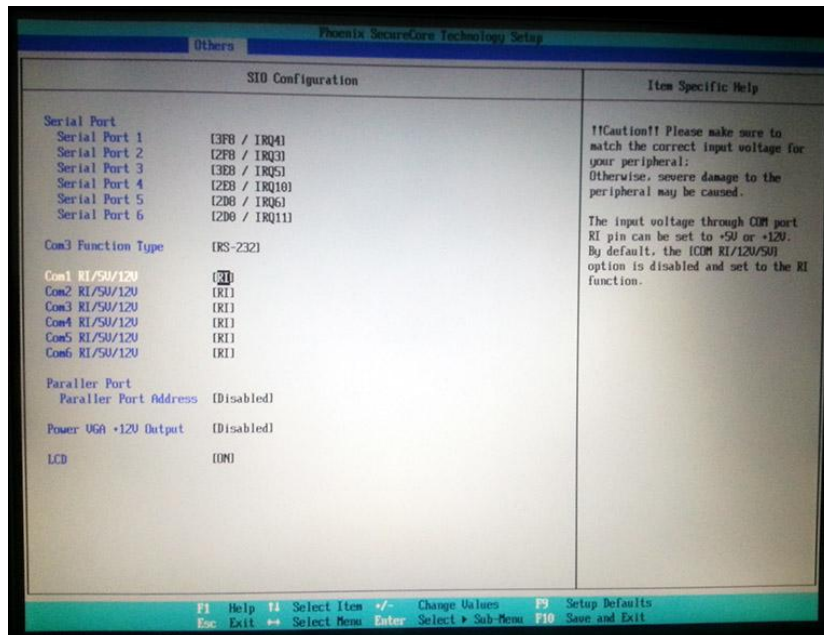 Phoenix SecureCore Technology Setup
Others
SIO Configuration
Item Specific Help
Serial Port
Serial Port 1 [3F8 / IRQ4]
Serial Port 2 [2F8 / IRQ3]
Serial Port 3 [3E8 / IRQ5]
Serial Port 4 [2E8 / IRQ10]
Serial Port 5 [2D8 / IRQ6]
Serial Port 6 [2D0 / IRQ11]
Com3 Function Type [RS-232]
Com1 RI/5V/12V [RI]
Com2 RI/5V/12V [RI]
Com3 RI/5V/12V [RI]
Com4 RI/5V/12V [RI]
Com5 RI/5V/12V [RI]
Com6 RI/5V/12V [RI]
Paraller Port
Paraller Port Address [Disabled]
Power VGA +12V Output [Disabled]
LCD [ON]
!!Caution!! Please make sure to
match the correct input voltage for
your peripheral;
Otherwise, severe damage to the
peripheral may be caused.
The input voltage through COM port
RI pin can be set to +5V or +12V.
By default, the [COM RI/12V/5V]
option is disabled and set to the RI
function.
F1 Help ↑↓ Select Item +/- Change Values F9 Setup Defaults
Esc Exit ↔ Select Menu Enter Select ▶ Sub-Menu F10 Save and Exit